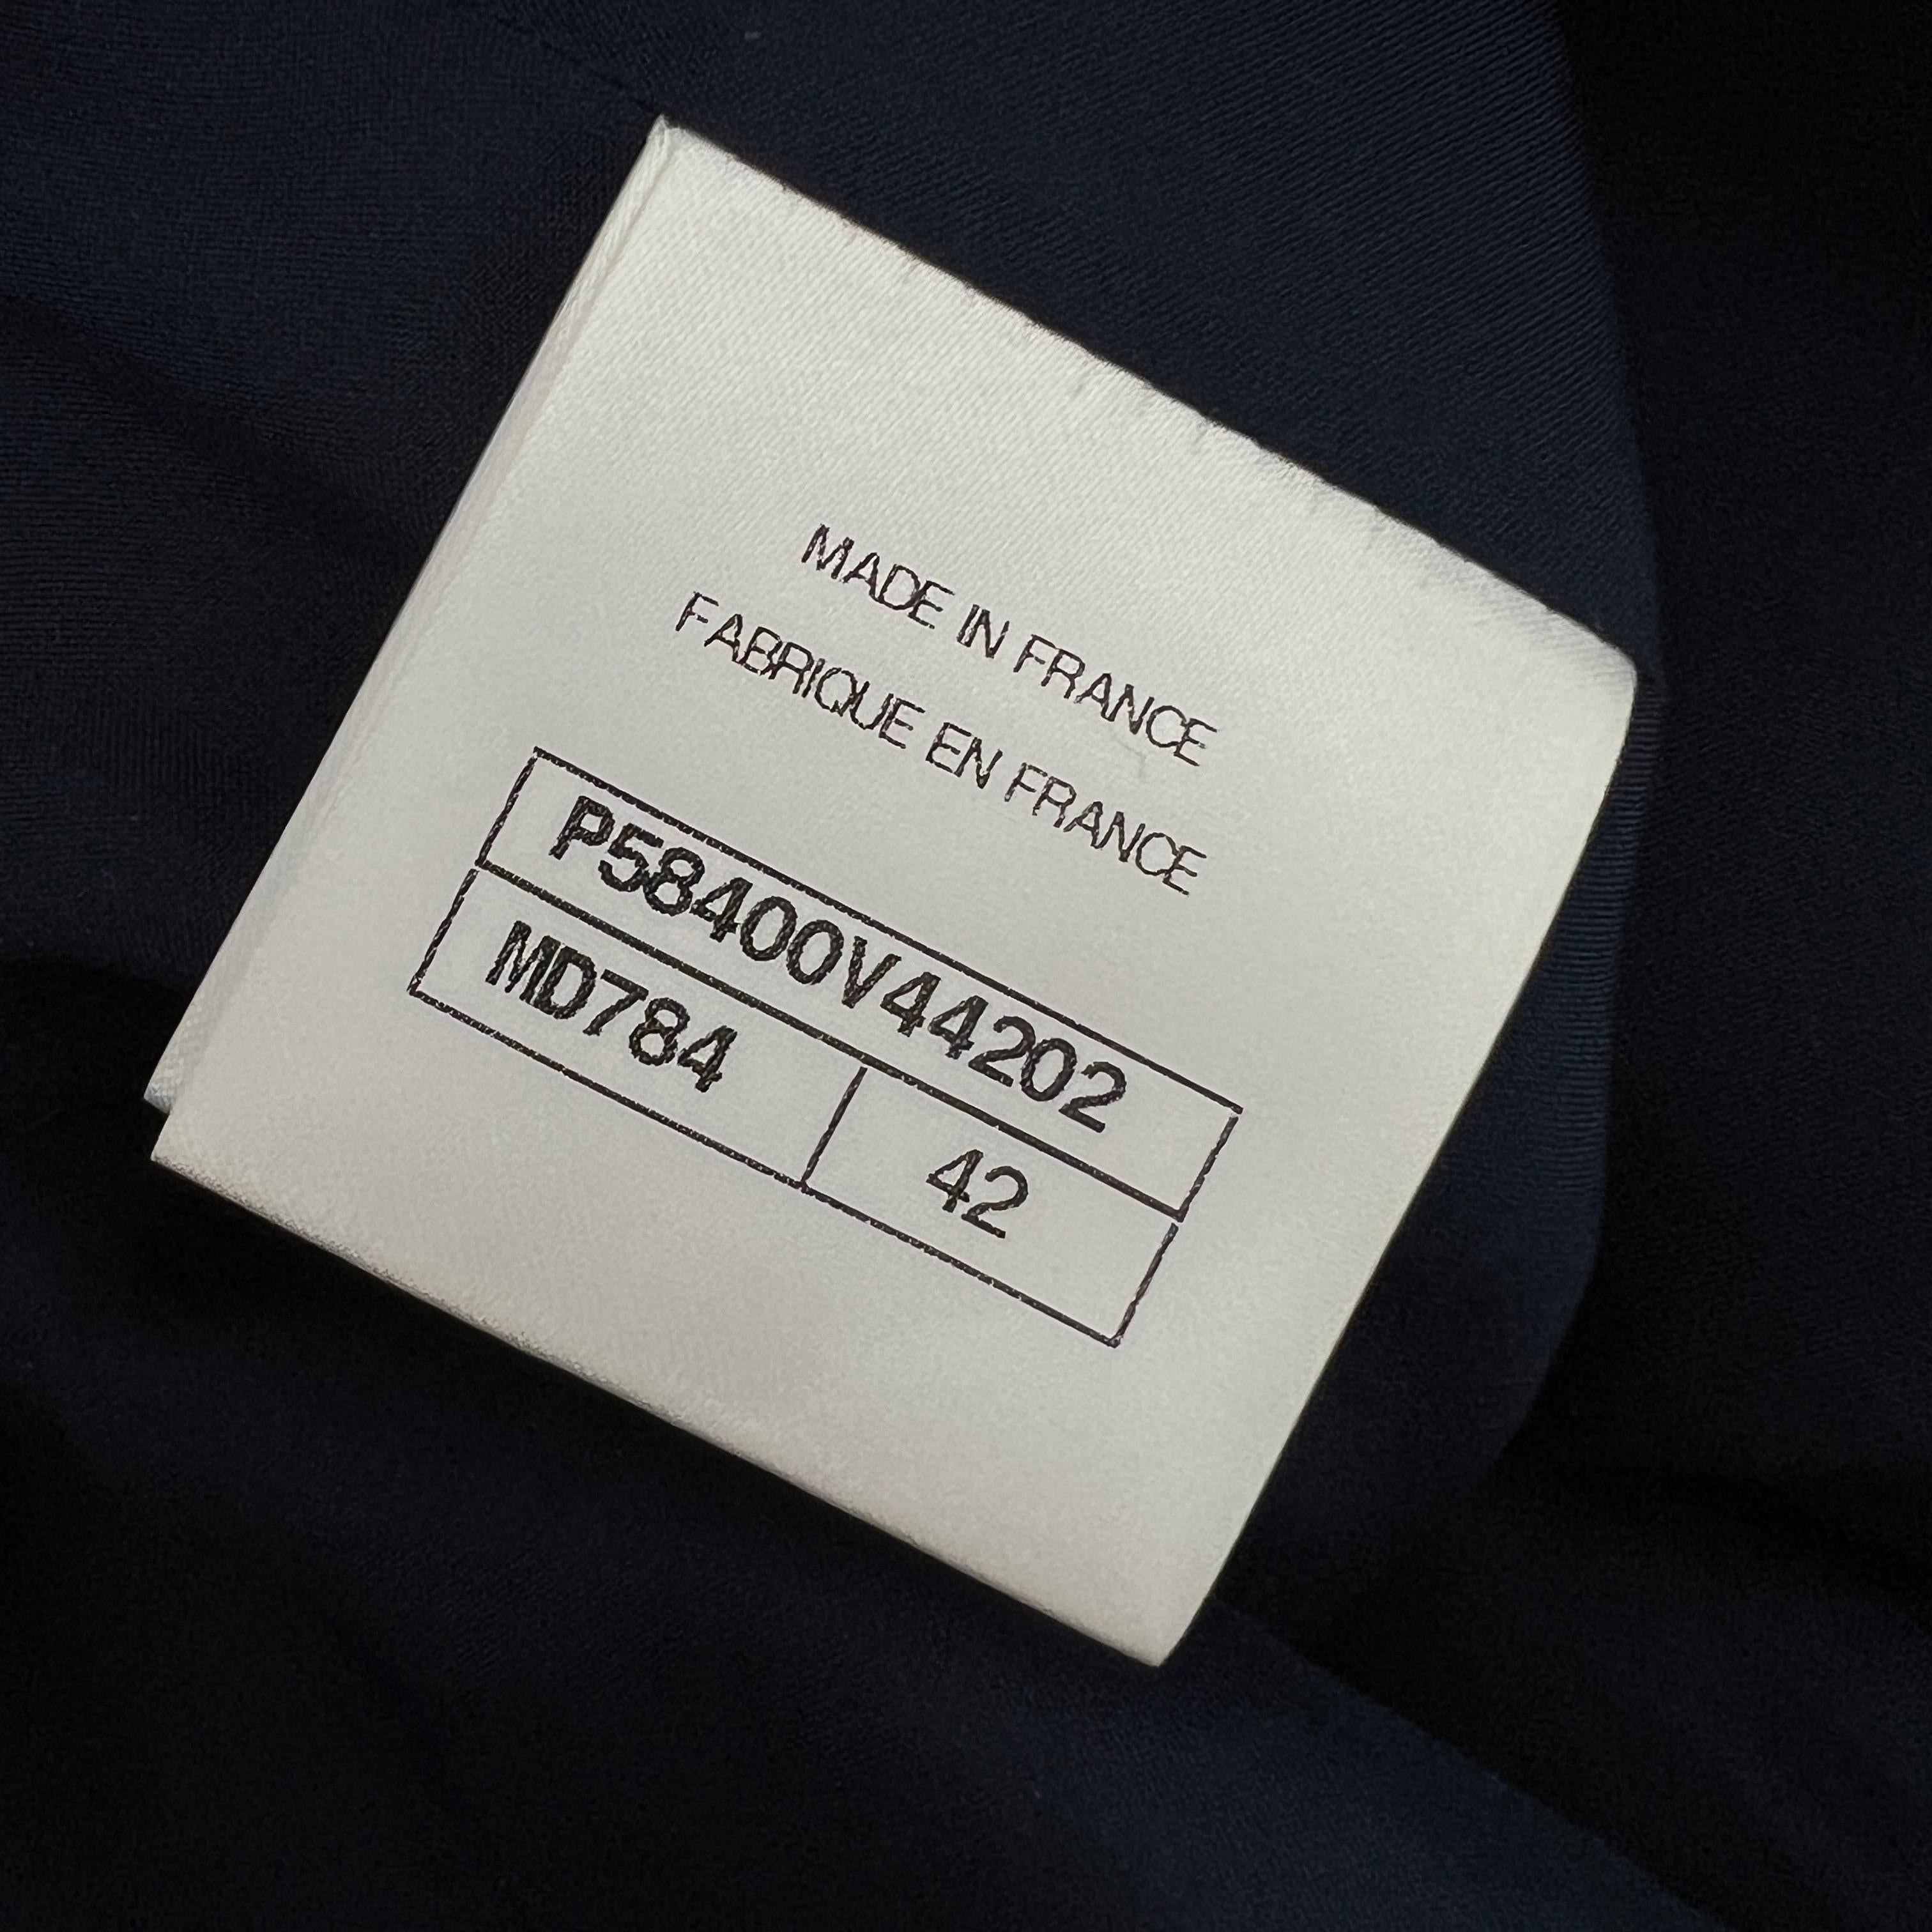 MADE IN FRANCE
FABRIQUE EN FRANCE
P58400V44202
MD784 42